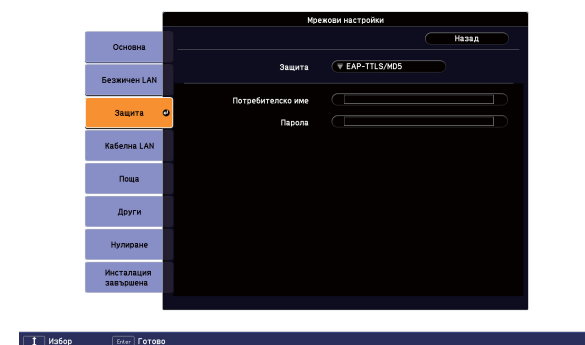 Мрежови настройки
Назад
Основна
Безжичен LAN
Защита
Кабелна LAN
Поща
Други
Нулиране
Инсталация
завършена
Защита
EAP-TTLS/MD5
Потребителско име
Парола
Избор
Enter Готово